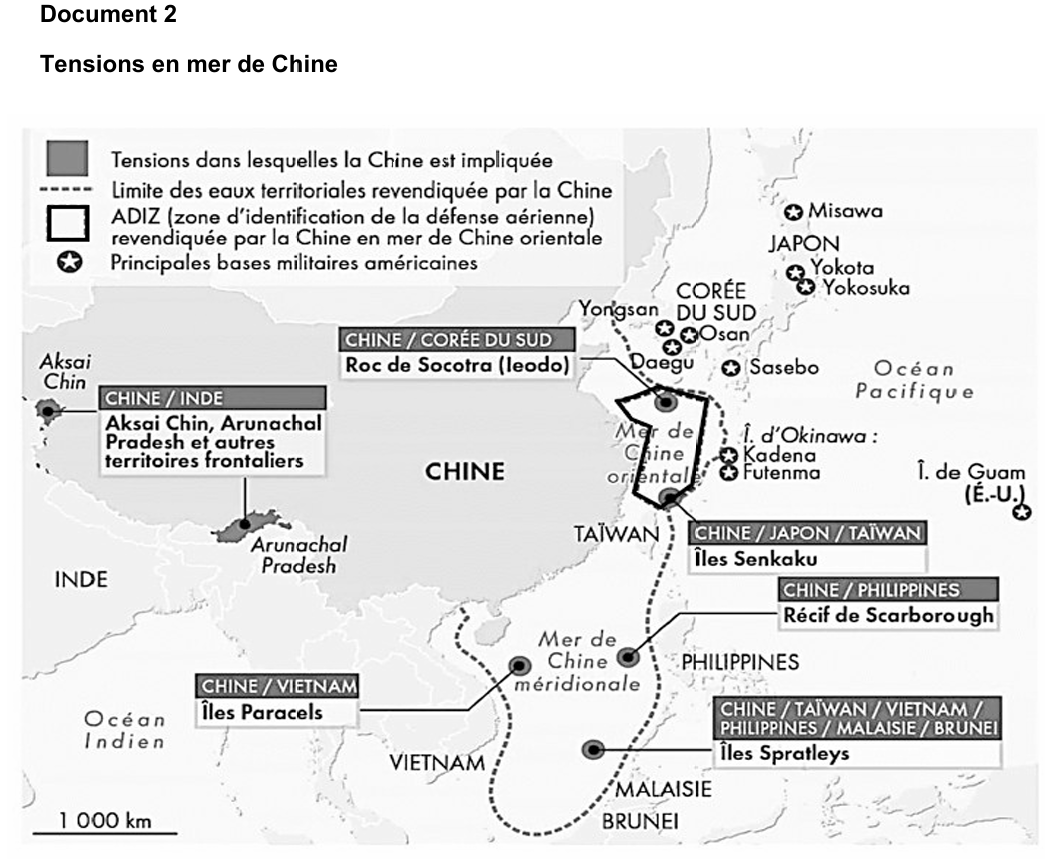 Document 2
Tensions en mer de Chine
Tensions dans lesquelles la Chine est impliquée
Limite des eaux territoriales revendiquée par la Chine
ADIZ (zone d'identification de la défense aérienne)
revendiquée par la Chine en mer de Chine orientale
Principales bases militaires américaines
Misawa
JAPON
Yokota
Yokosuka
CORÉE
DU SUD
Yongsan
Osan
Daegu
Sasebo
CHINE / CORÉE DU SUD
Roc de Socotra (Ieodo)
Océan
Pacifique
Aksai
Chin
CHINE / INDE
Aksai Chin, Arunachal
Pradesh et autres
territoires frontaliers
Mer de
Chine
orientale
Î. d'Okinawa :
Kadena
Futenma
CHINE
Î. de Guam
(É.-U.)
TAÏWAN
CHINE / JAPON / TAÏWAN
Îles Senkaku
Arunachal
Pradesh
INDE
CHINE / PHILIPPINES
Récif de Scarborough
Mer de
Chine
méridionale
PHILIPPINES
CHINE / VIETNAM
Îles Paracels
Océan
Indien
CHINE / TAÏWAN / VIETNAM /
PHILIPPINES / MALAISIE / BRUNEI
Îles Spratleys
VIETNAM
MALAISIE
BRUNEI
1 000 km